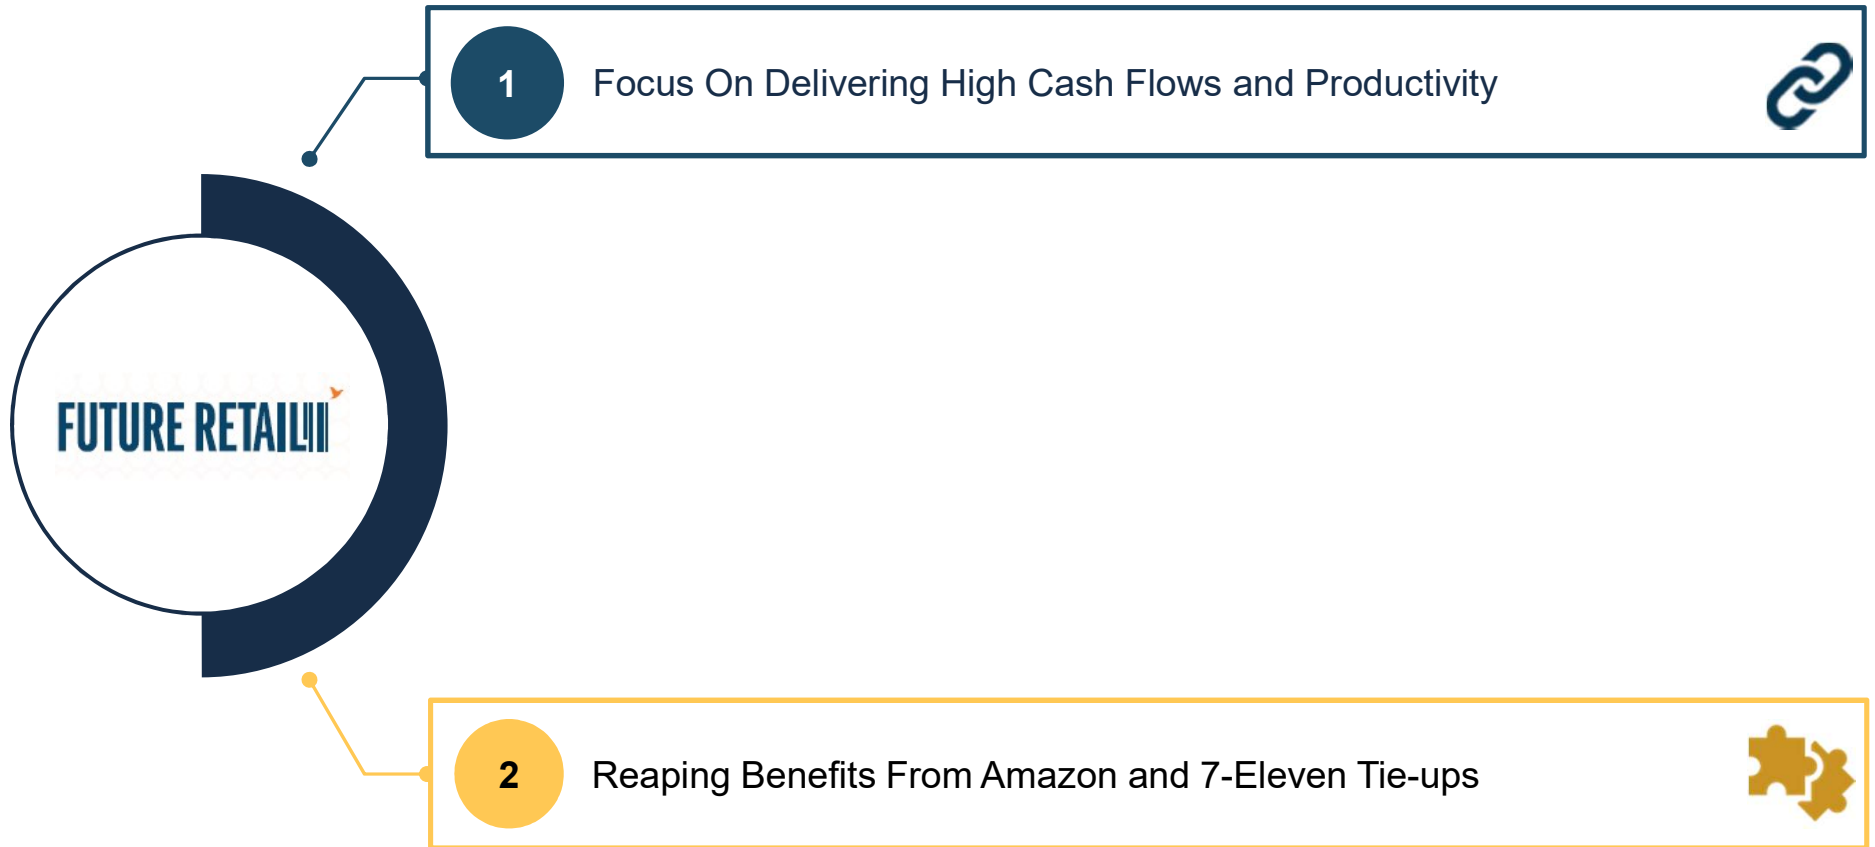 1
Focus On Delivering High Cash Flows and Productivity
FUTURE RETAIL
2
Reaping Benefits From Amazon and 7-Eleven Tie-ups